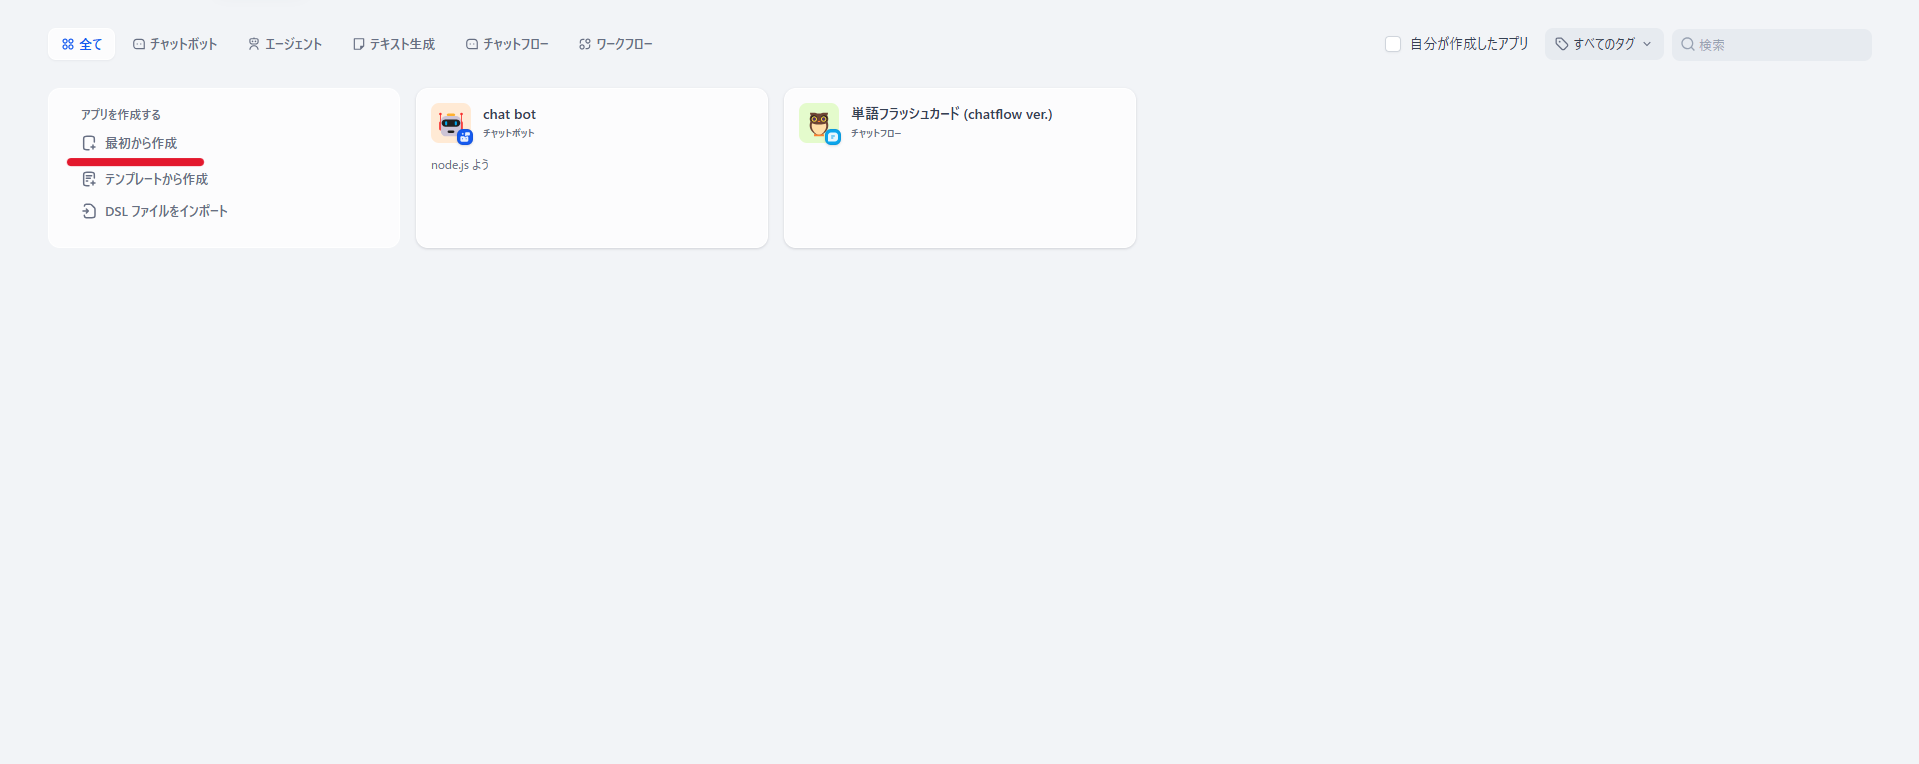 全て チャットボット エージェント テキスト生成 チャットフロー ワークフロー 自分が作成したアプリ すべてのタグ 検索
アプリを作成する
最初から作成
テンプレートから作成
DSL ファイルをインポート
chat bot
チャットボット
node.js よう
単語フラッシュカード (chatflow ver.)
チャットフロー